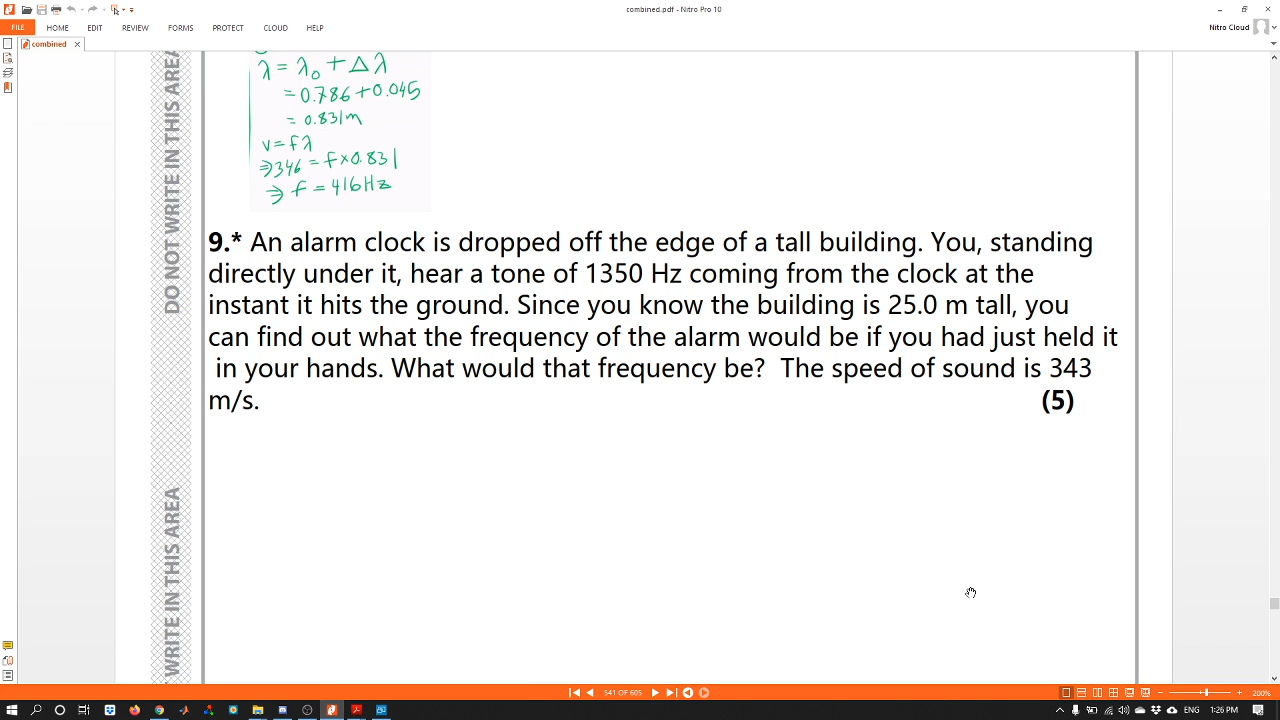 combined.pdf - Nitro Pro 10
FILE HOME EDIT REVIEW FORMS PROTECT CLOUD HELP
Nitro Cloud
combined
DO NOT WRITE IN THIS AREA
λ = λ₀ + Δλ
= 0.786 + 0.045
= 0.831m
v = fλ
⇒ 346 = f × 0.831
⇒ f = 416Hz
9.* An alarm clock is dropped off the edge of a tall building. You, standing
directly under it, hear a tone of 1350 Hz coming from the clock at the
instant it hits the ground. Since you know the building is 25.0 m tall, you
can find out what the frequency of the alarm would be if you had just held it
in your hands. What would that frequency be? The speed of sound is 343
m/s. (5)
WRITE IN THIS AREA
541 OF 605
200%
ENG 1:26 PM